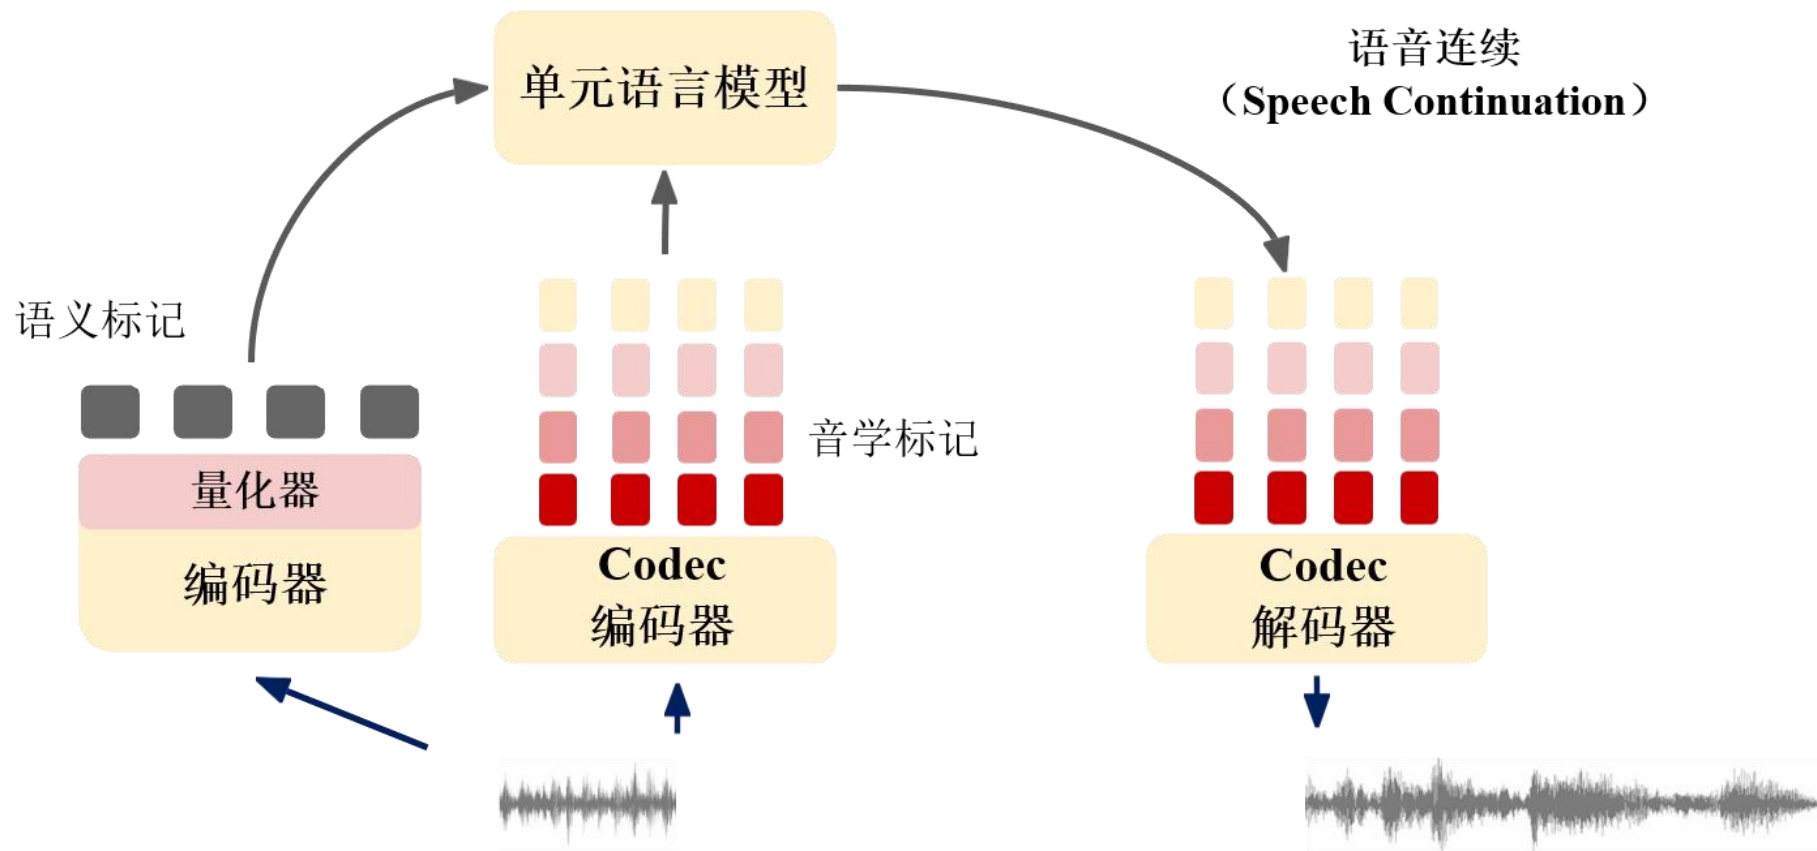 单元语言模型
语音连续
（Speech Continuation）
语义标记
音学标记
量化器
编码器
Codec
编码器
Codec
解码器